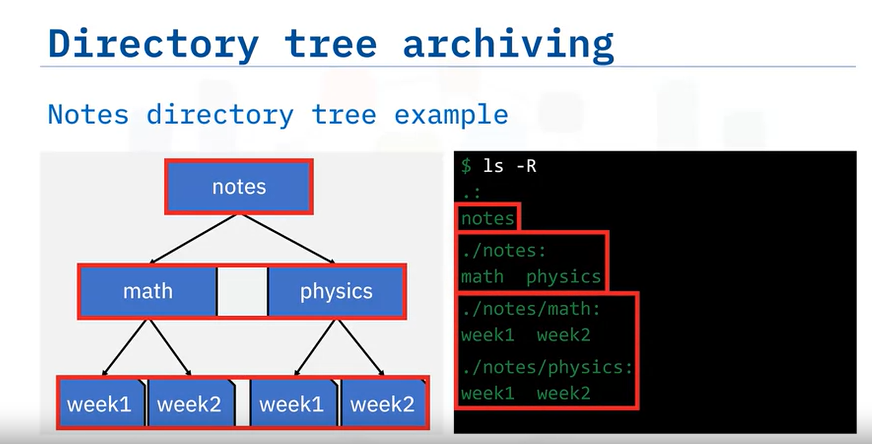 Directory tree archiving
Notes directory tree example
notes
math physics
week1 week2 week1 week2
$ ls -R
.:
notes
./notes:
math physics
./notes/math:
week1 week2
./notes/physics:
week1 week2